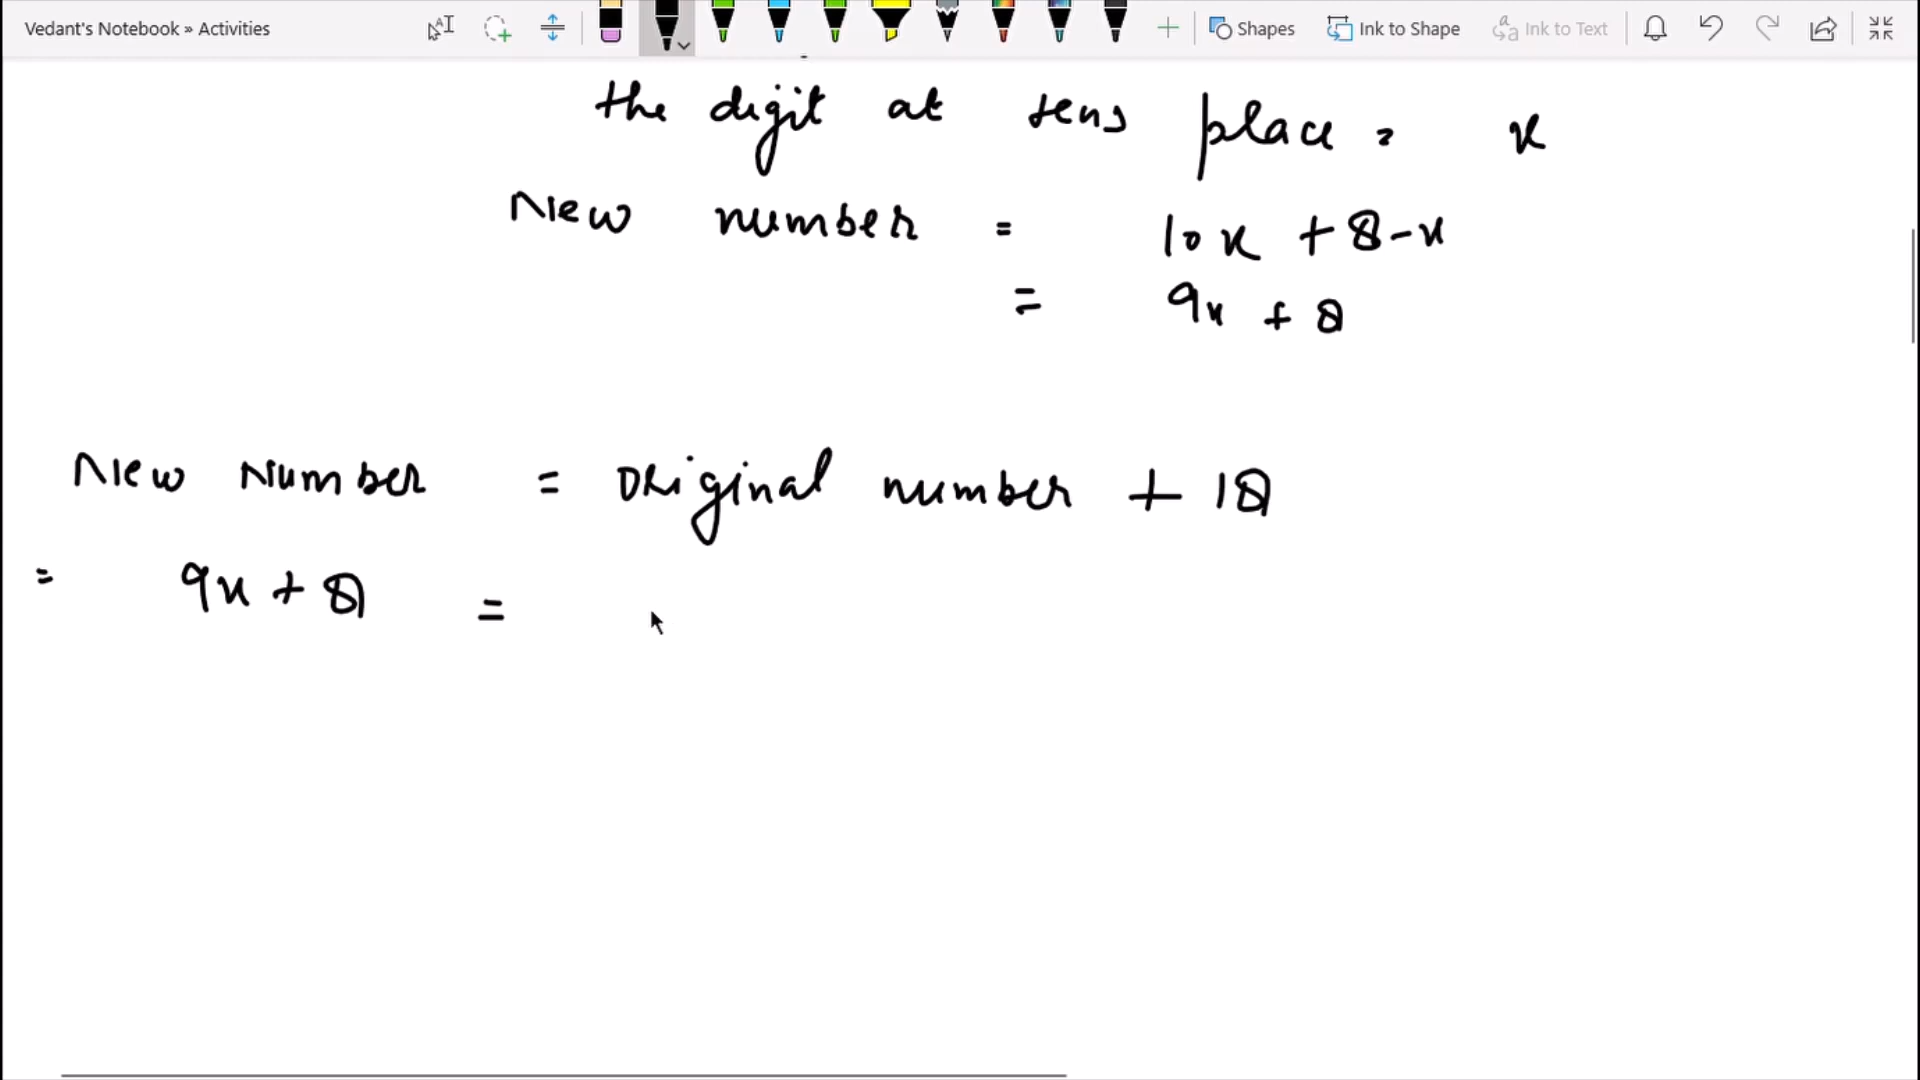 Vedant's Notebook » Activities
Shapes
Ink to Shape
Ink to Text
the digit at tens place = x
New number = 10x + 8-x
= 9x + 8
New Number = Original number + 18
= 9x + 8 =